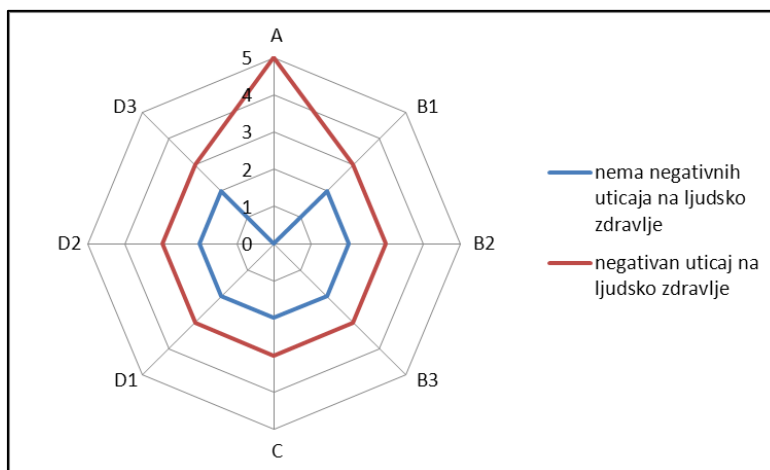 A
5
4
3
2
1
0
B1
B2
B3
C
D1
D2
D3
nema negativnih
uticaja na ljudsko
zdravlje
negativan uticaj na
ljudsko zdravlje